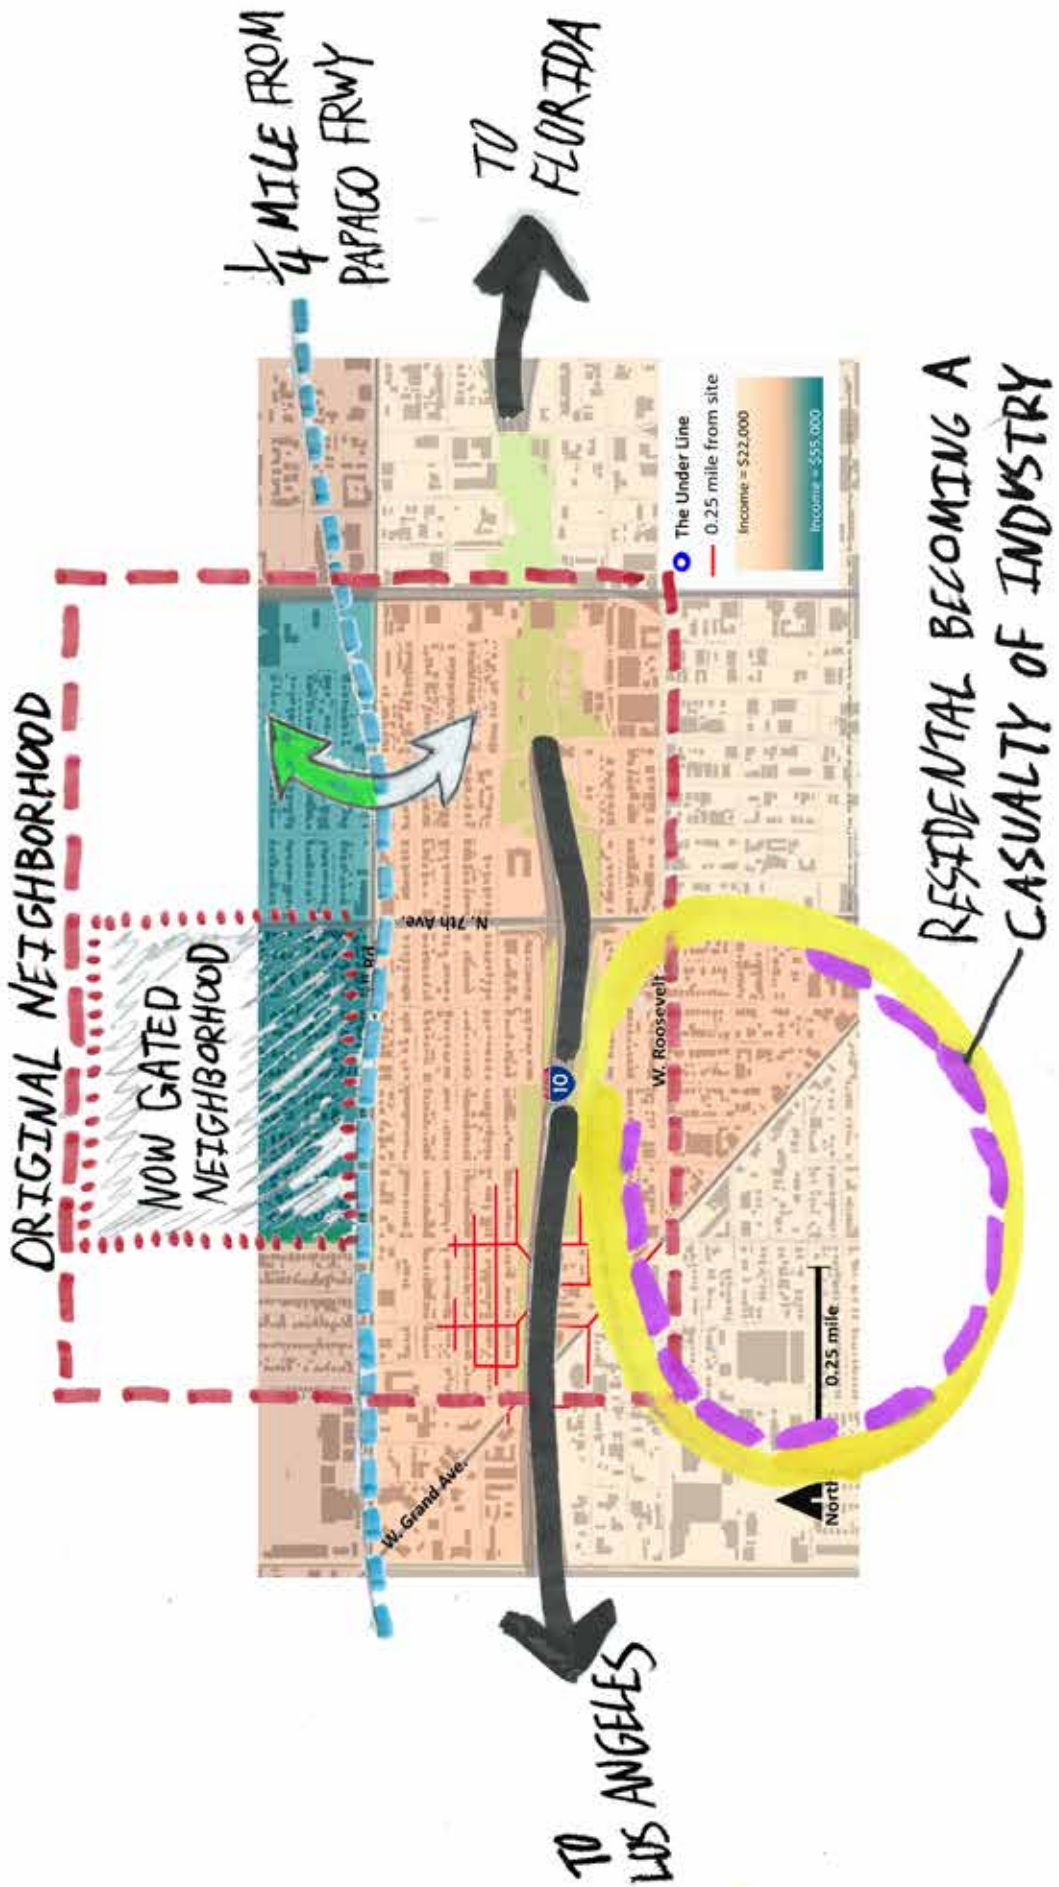 ORIGINAL NEIGHBORHOOD
NOW GATED
NEIGHBORHOOD
1/4 MILE FROM
PAPAGO FRWY
TO
FLORIDA
Rd
N. 7th Ave.
W. Grand Ave.
10
W. Roosevelt
The Under Line
0.25 mile from site
Income = $22,000
Income = $55,000
North
0.25 mile
TO
LOS ANGELES
RESIDENTAL BECOMING A
CASUALTY OF INDUSTRY